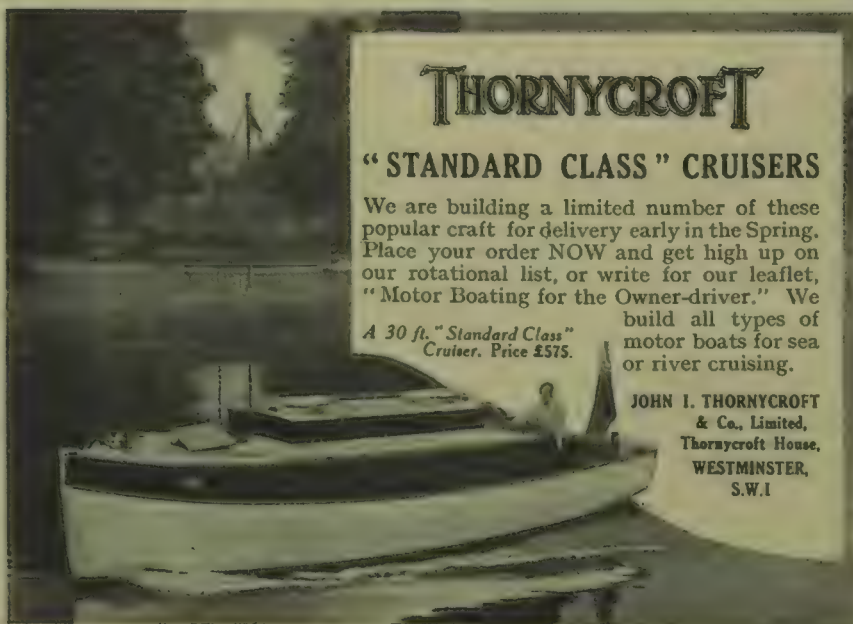 THORNYCROFT
"STANDARD CLASS" CRUISERS
We are building a limited number of these
popular craft for delivery early in the Spring.
Place your order NOW and get high up on
our rotational list, or write for our leaflet,
"Motor Boating for the Owner-driver." We
build all types of
motor boats for sea
or river cruising.
A 30 ft. "Standard Class"
Cruiser. Price £575.
JOHN I. THORNYCROFT
& Co., Limited,
Thornycroft House,
WESTMINSTER,
S.W.1